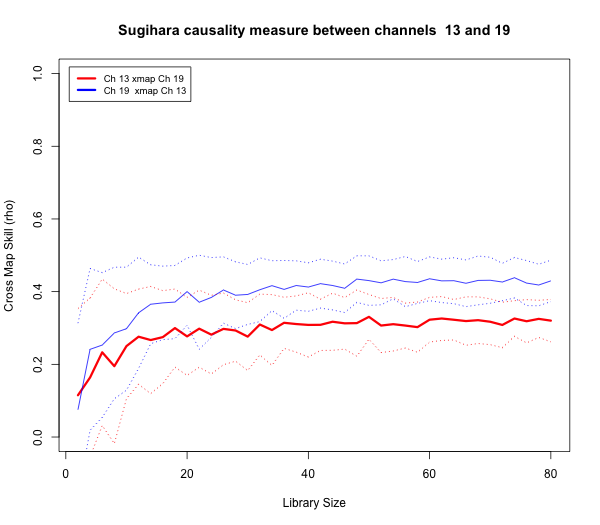 Sugihara causality measure between channels  13 and 19
Ch 13 xmap Ch 19
Ch 19  xmap Ch 13
Cross Map Skill (rho)
1.0
0.8
0.6
0.4
0.2
0.0
0 20 40 60 80
Library Size